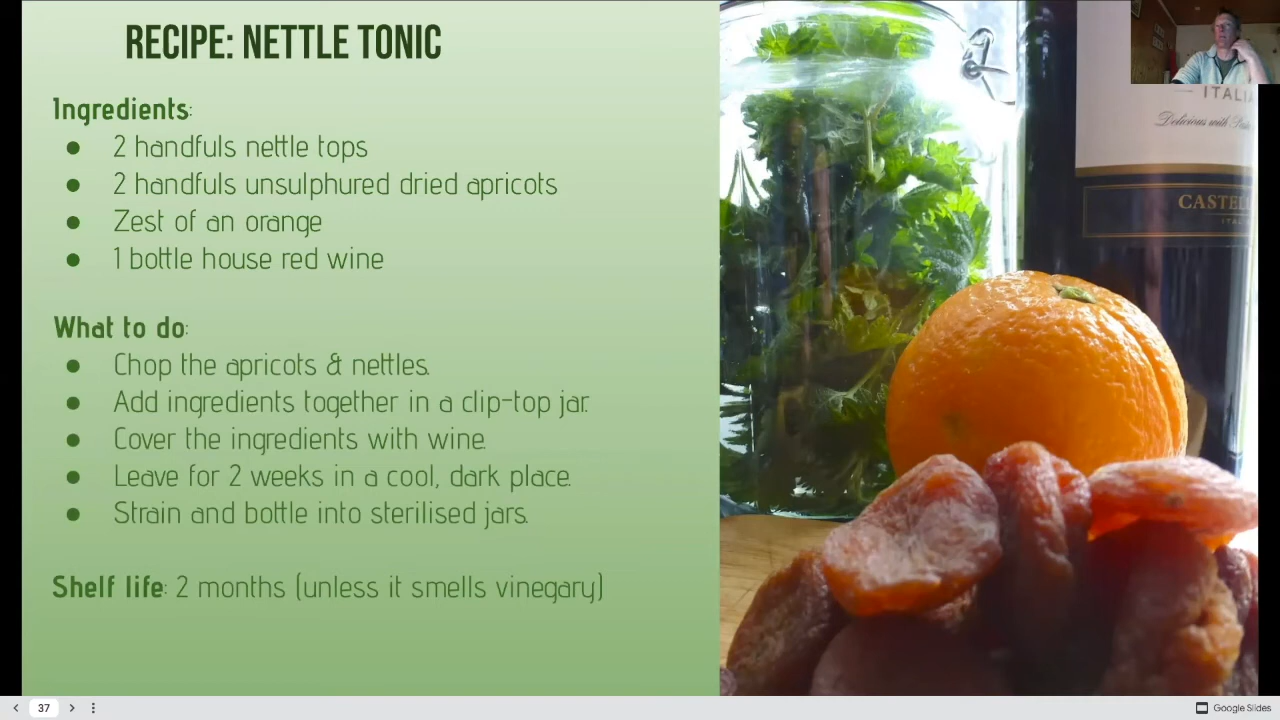 RECIPE: NETTLE TONIC
Ingredients:
● 2 handfuls nettle tops
● 2 handfuls unsulphured dried apricots
● Zest of an orange
● 1 bottle house red wine
What to do:
● Chop the apricots & nettles.
● Add ingredients together in a clip-top jar.
● Cover the ingredients with wine.
● Leave for 2 weeks in a cool, dark place.
● Strain and bottle into sterilised jars.
Shelf life: 2 months (unless it smells vinegary)
ITALIA
Delicious with
CASTEL
37
Google Slides